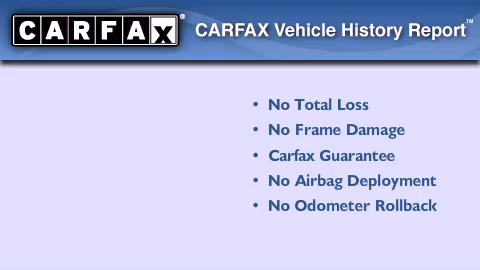 CARFAX® CARFAX Vehicle History Report™
• No Total Loss
• No Frame Damage
• Carfax Guarantee
• No Airbag Deployment
• No Odometer Rollback